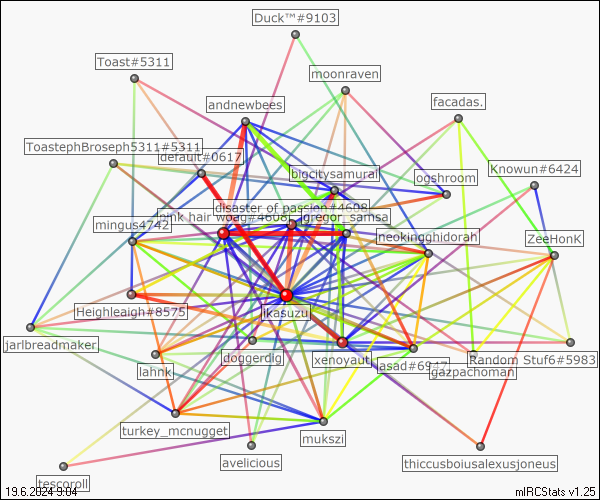 Duck™#9103
Toast#5311
moonraven
andnewbees
facadas.
ToastephBroseph5311#5311
default#0617
bigcitysamurai
ogshroom
Knowun#6424
disaster of passion#4608
pink hair woag#4608
gregor_samsa
mingus4742
neokingghidorah
ZeeHonK
Heighleaigh#8575
ikasuzu
jarlbreadmaker
lahnk
doggerdig
xenoyaut
asad#6947
Random Stuf6#5983
gazpachoman
turkey_mcnugget
mukszi
avelicious
thiccusboiusalexusjoneus
tescoroll
19.6.2024 9:04
mIRCStats v1.25